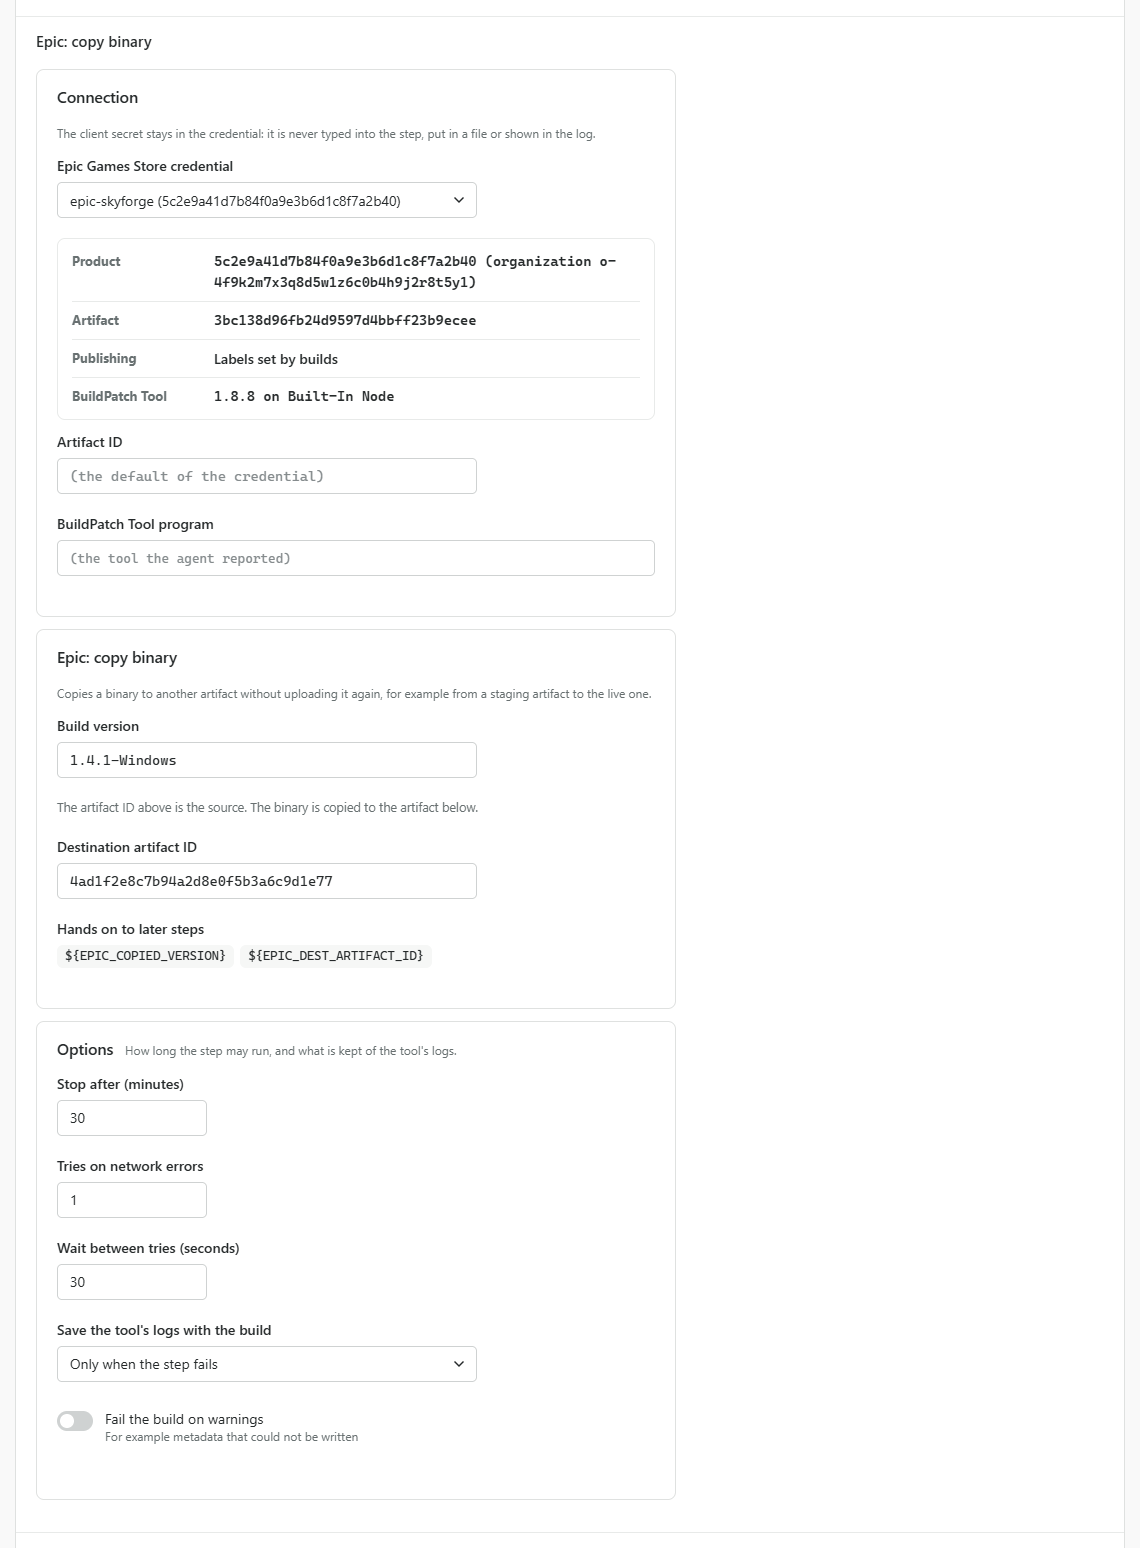 Epic: copy binary
Connection
The client secret stays in the credential: it is never typed into the step, put in a file or shown in the log.
Epic Games Store credential
epic-skyforge (5c2e9a41d7b84f0a9e3b6d1c8f7a2b40)
Product
5c2e9a41d7b84f0a9e3b6d1c8f7a2b40 (organization o-
4f9k2m7x3q8d5w1z6c0b4h9j2r8t5y1)
Artifact
3bc138d96fb24d9597d4bbff23b9ecee
Publishing
Labels set by builds
BuildPatch Tool
1.8.8 on Built-In Node
Artifact ID
(the default of the credential)
BuildPatch Tool program
(the tool the agent reported)
Epic: copy binary
Copies a binary to another artifact without uploading it again, for example from a staging artifact to the live one.
Build version
1.4.1-Windows
The artifact ID above is the source. The binary is copied to the artifact below.
Destination artifact ID
4ad1f2e8c7b94a2d8e0f5b3a6c9d1e77
Hands on to later steps
${EPIC_COPIED_VERSION} ${EPIC_DEST_ARTIFACT_ID}
Options How long the step may run, and what is kept of the tool's logs.
Stop after (minutes)
30
Tries on network errors
1
Wait between tries (seconds)
30
Save the tool's logs with the build
Only when the step fails
Fail the build on warnings
For example metadata that could not be written